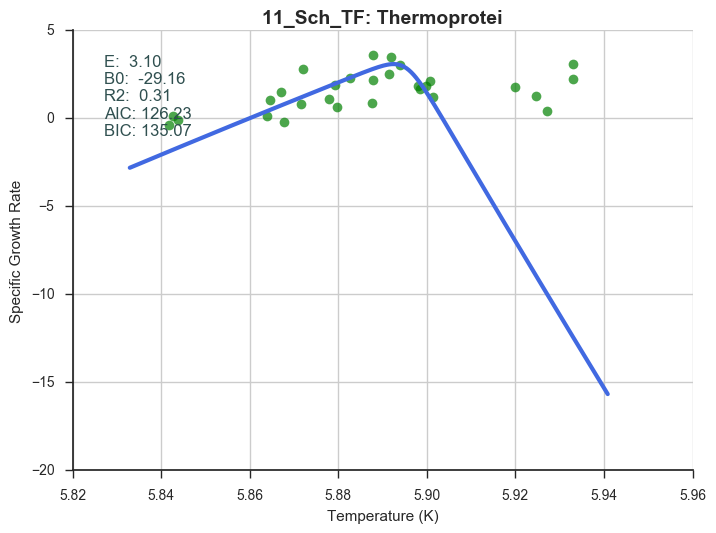 11_Sch_TF: Thermoprotei
E:  3.10
B0:  -29.16
R2:  0.31
AIC: 126.23
BIC: 135.07
Specific Growth Rate
5
0
−5
−10
−15
−20
5.82 5.84 5.86 5.88 5.90 5.92 5.94 5.96
Temperature (K)